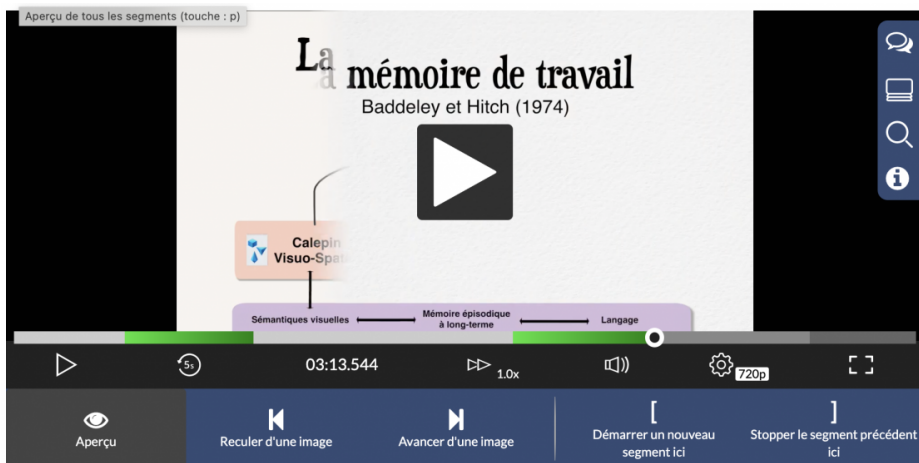 Aperçu de tous les segments (touche : p)
La mémoire de travail
Baddeley et Hitch (1974)
Calepin
Visuo-Spat
Sémantiques visuelles
Mémoire épisodique
à long-terme
Langage
5s
03:13.544
1.0x
720p
Aperçu
Reculer d'une image
Avancer d'une image
[
Démarrer un nouveau
segment ici
]
Stopper le segment précédent
ici